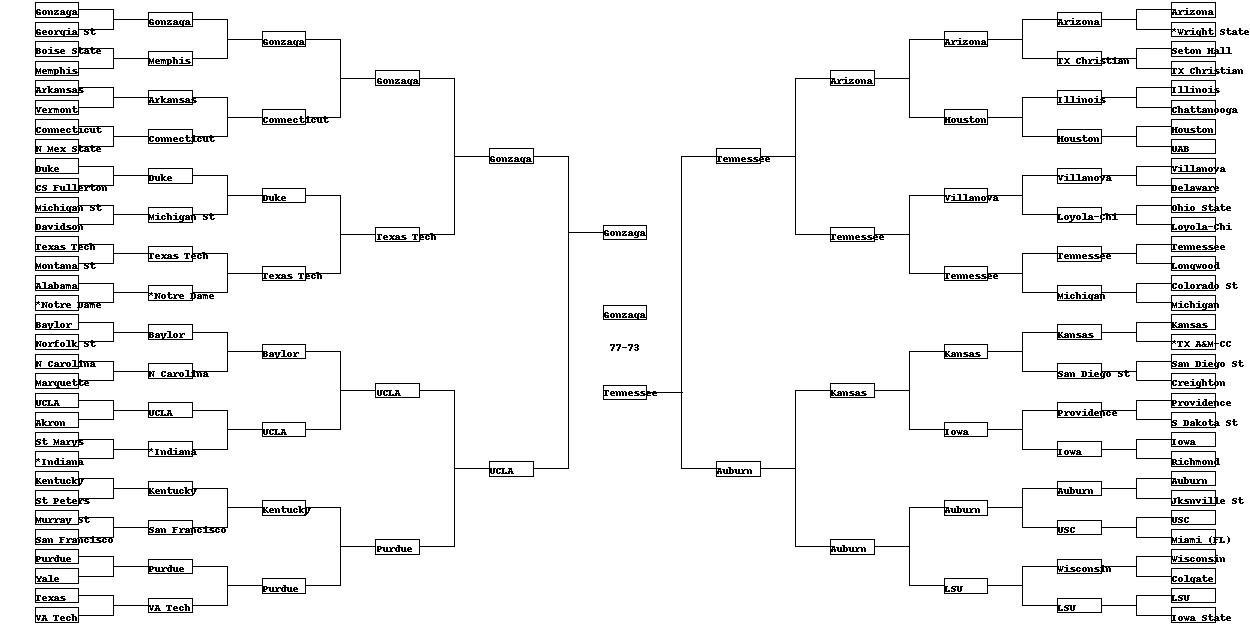 Gonzaga
Georgia St
Boise State
Memphis
Arkansas
Vermont
Connecticut
N Mex State
Duke
CS Fullerton
Michigan St
Davidson
Texas Tech
Montana St
Alabama
*Notre Dame
Baylor
Norfolk St
N Carolina
Marquette
UCLA
Akron
St Marys
*Indiana
Kentucky
St Peters
Murray St
San Francisco
Purdue
Yale
Texas
VA Tech
Gonzaga
Memphis
Arkansas
Connecticut
Duke
Michigan St
Texas Tech
*Notre Dame
Baylor
N Carolina
UCLA
*Indiana
Kentucky
San Francisco
Purdue
VA Tech
Gonzaga
Connecticut
Duke
Texas Tech
Baylor
UCLA
Kentucky
Purdue
Gonzaga
Texas Tech
UCLA
Purdue
Gonzaga
UCLA
Gonzaga
Gonzaga
77-73
Tennessee
Tennessee
Auburn
Arizona
Tennessee
Kansas
Auburn
Arizona
Houston
Villanova
Tennessee
Kansas
Iowa
Auburn
LSU
Arizona
TX Christian
Illinois
Houston
Villanova
Loyola-Chi
Tennessee
Michigan
Kansas
San Diego St
Providence
Iowa
Auburn
USC
Wisconsin
LSU
Arizona
*Wright State
Seton Hall
TX Christian
Illinois
Chattanooga
Houston
UAB
Villanova
Delaware
Ohio State
Loyola-Chi
Tennessee
Longwood
Colorado St
Michigan
Kansas
*TX A&M-CC
San Diego St
Creighton
Providence
S Dakota St
Iowa
Richmond
Auburn
Jksnville St
USC
Miami (FL)
Wisconsin
Colgate
LSU
Iowa State